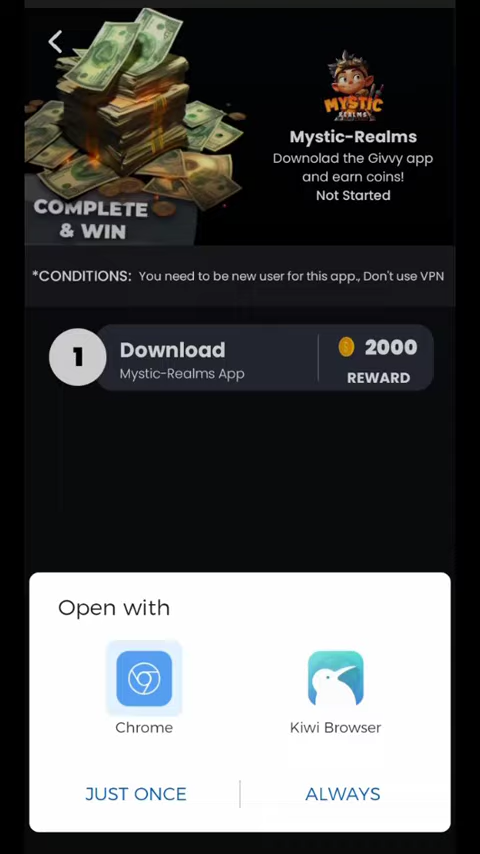 MYSTIC
REALMS
Mystic-Realms
Downolad the Givvy app
and earn coins!
Not Started
COMPLETE
& WIN
*CONDITIONS: You need to be new user for this app., Don't use VPN
1
Download
Mystic-Realms App
2000
REWARD
Open with
Chrome
Kiwi Browser
JUST ONCE
ALWAYS